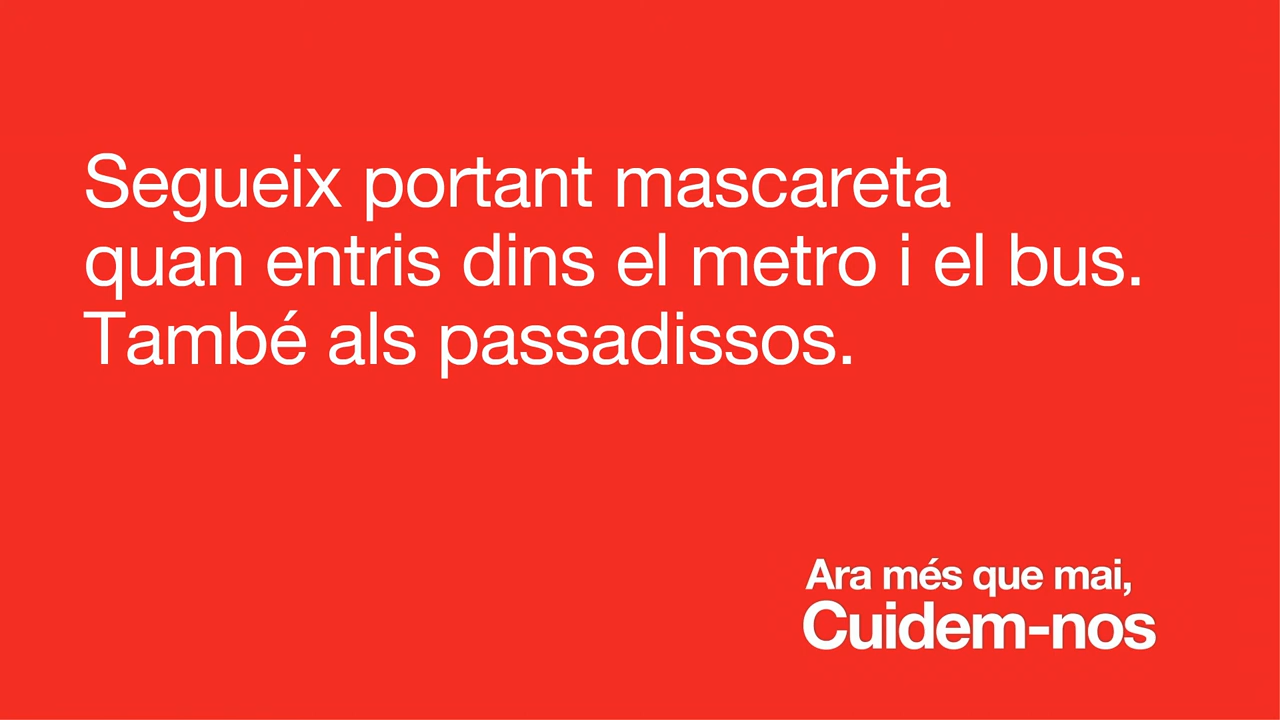 Segueix portant mascareta
quan entris dins el metro i el bus.
També als passadissos.
Ara més que mai,
Cuidem-nos